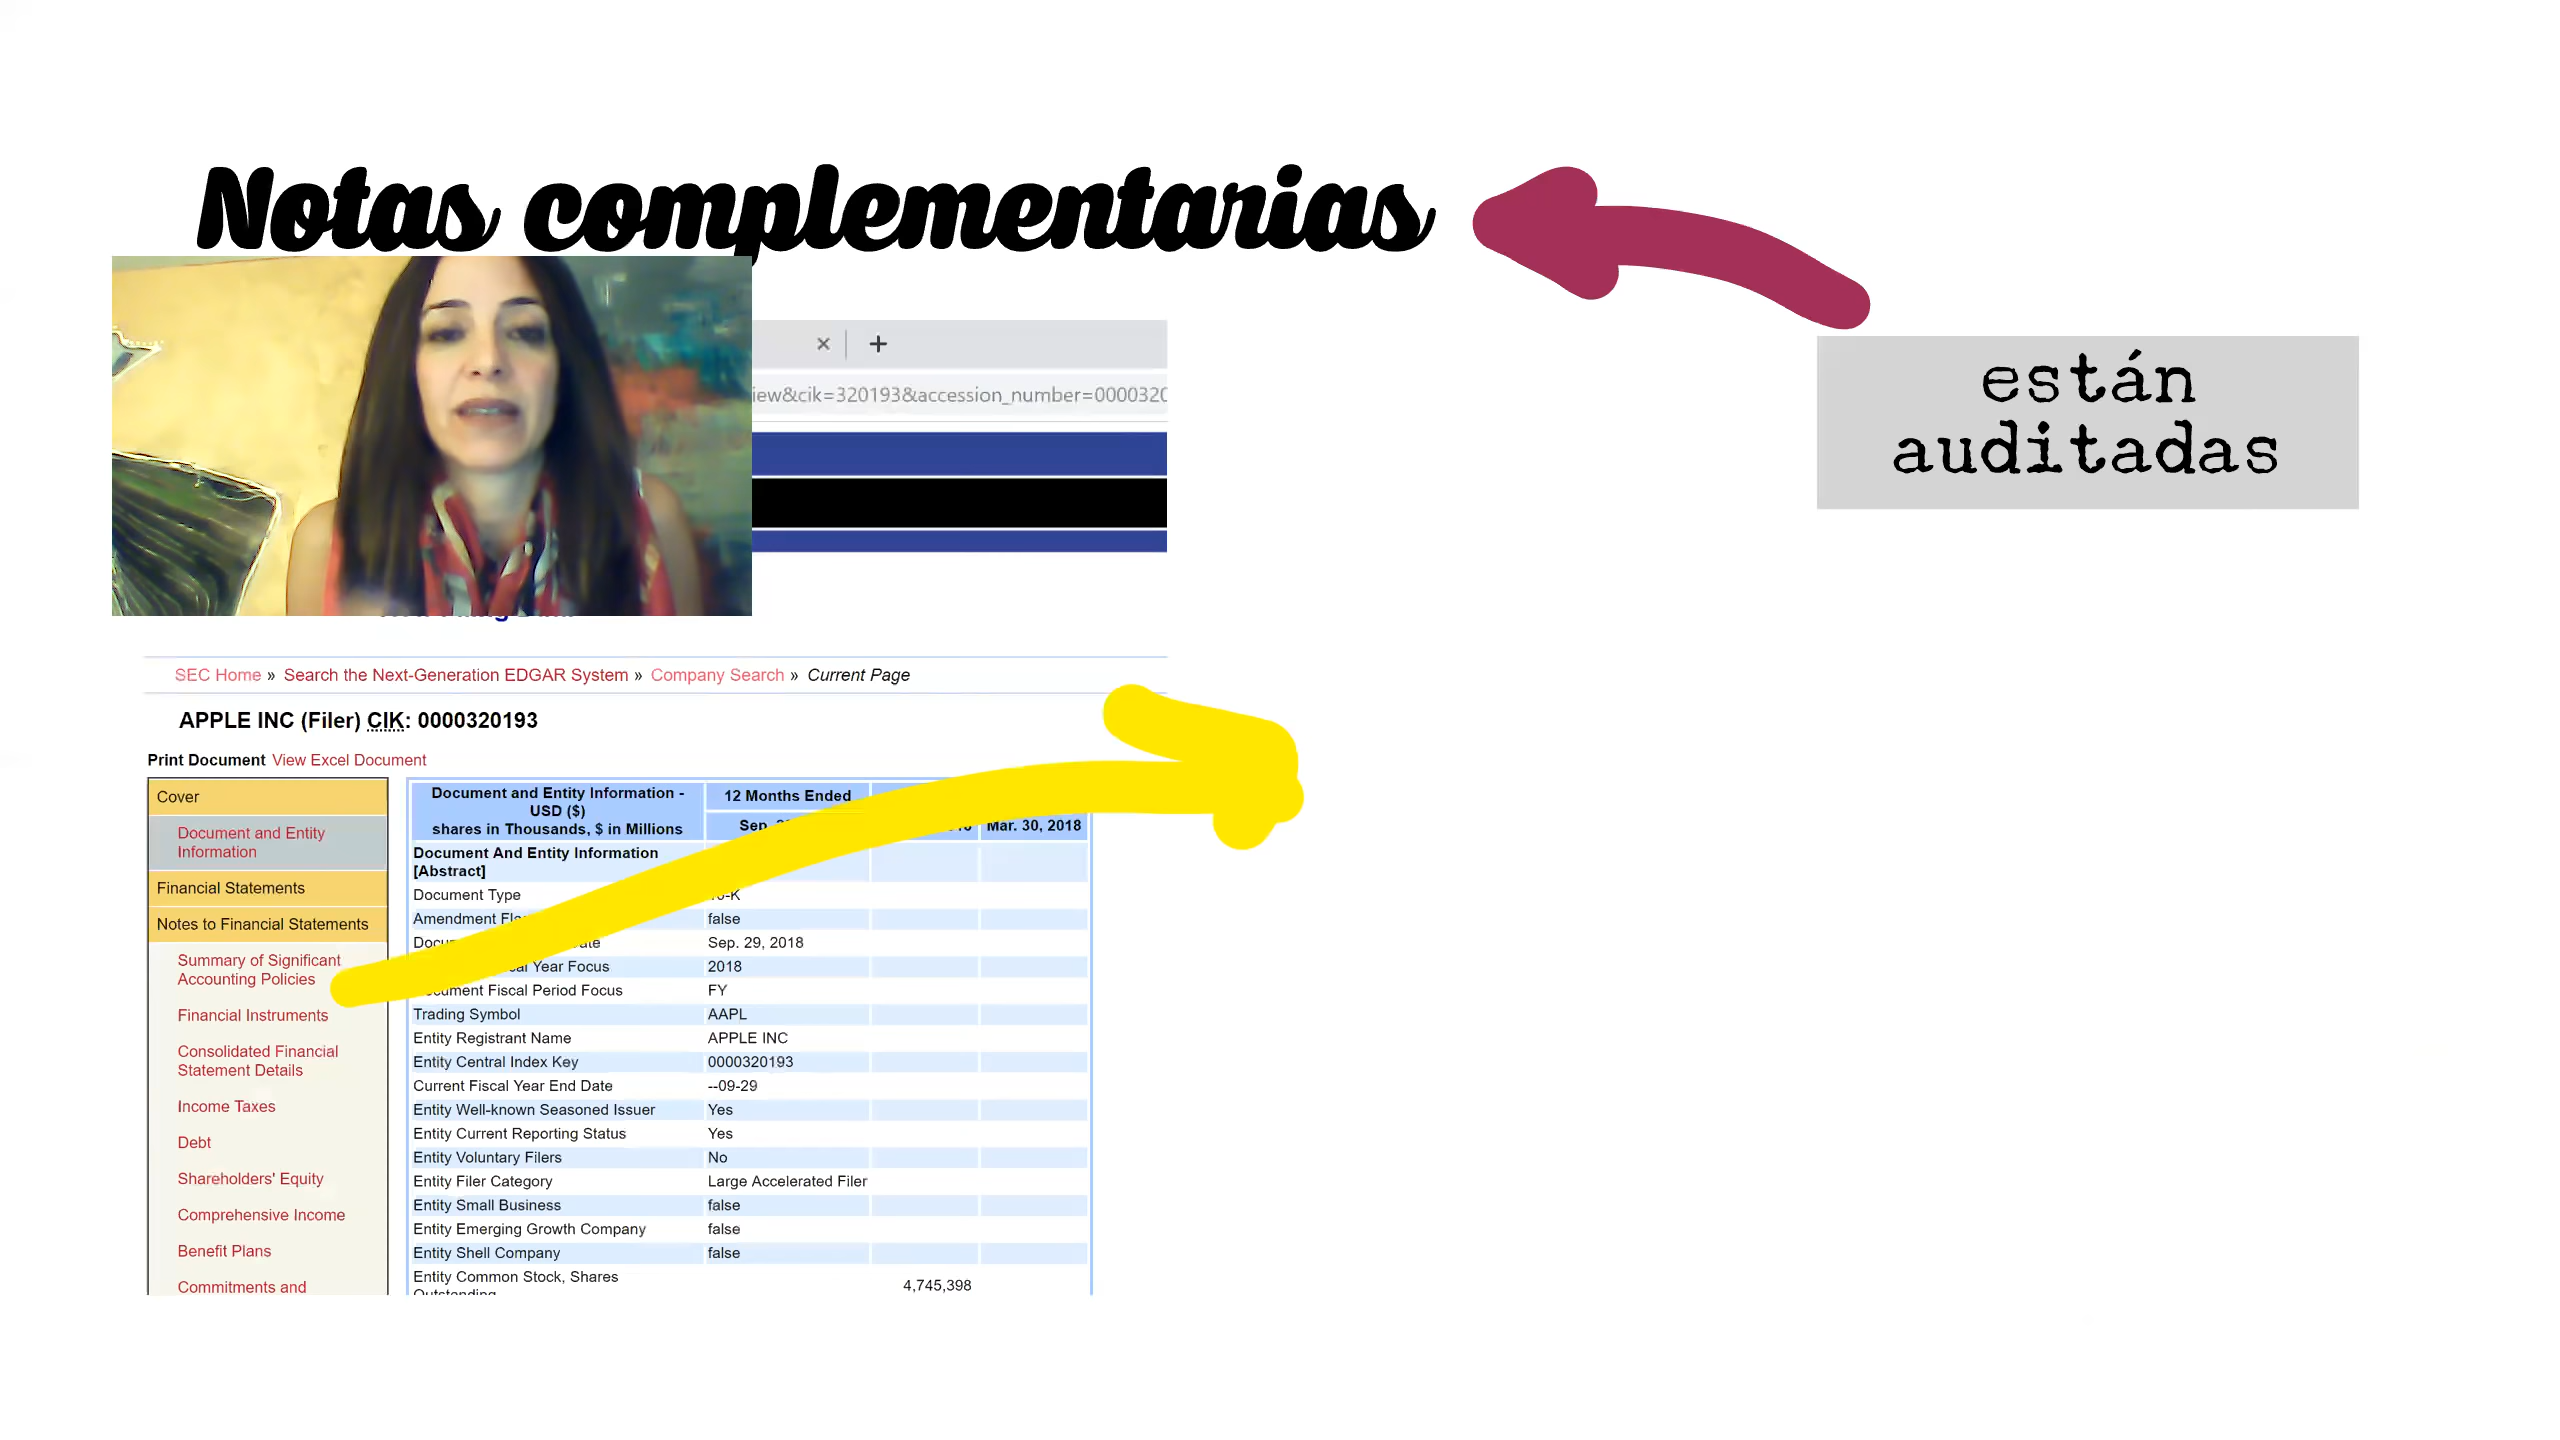 Notas complementarias
están
auditadas
iew&cik=320193&accession_number=000032
SEC Home » Search the Next-Generation EDGAR System » Company Search » Current Page
APPLE INC (Filer) CIK: 0000320193
Print Document View Excel Document
Cover
Document and Entity
Information
Financial Statements
Notes to Financial Statements
Summary of Significant
Accounting Policies
Financial Instruments
Consolidated Financial
Statement Details
Income Taxes
Debt
Shareholders' Equity
Comprehensive Income
Benefit Plans
Commitments and
Document and Entity Information -
USD ($)
shares in Thousands, $ in Millions
12 Months Ended
Sep.
Mar. 30, 2018
Document And Entity Information
[Abstract]
Document Type
Amendment
false
Sep. 29, 2018
Year Focus 2018
Fiscal Period Focus FY
Trading Symbol AAPL
Entity Registrant Name APPLE INC
Entity Central Index Key 0000320193
Current Fiscal Year End Date --09-29
Entity Well-known Seasoned Issuer Yes
Entity Current Reporting Status Yes
Entity Voluntary Filers No
Entity Filer Category Large Accelerated Filer
Entity Small Business false
Entity Emerging Growth Company false
Entity Shell Company false
Entity Common Stock, Shares
Outstanding 4,745,398